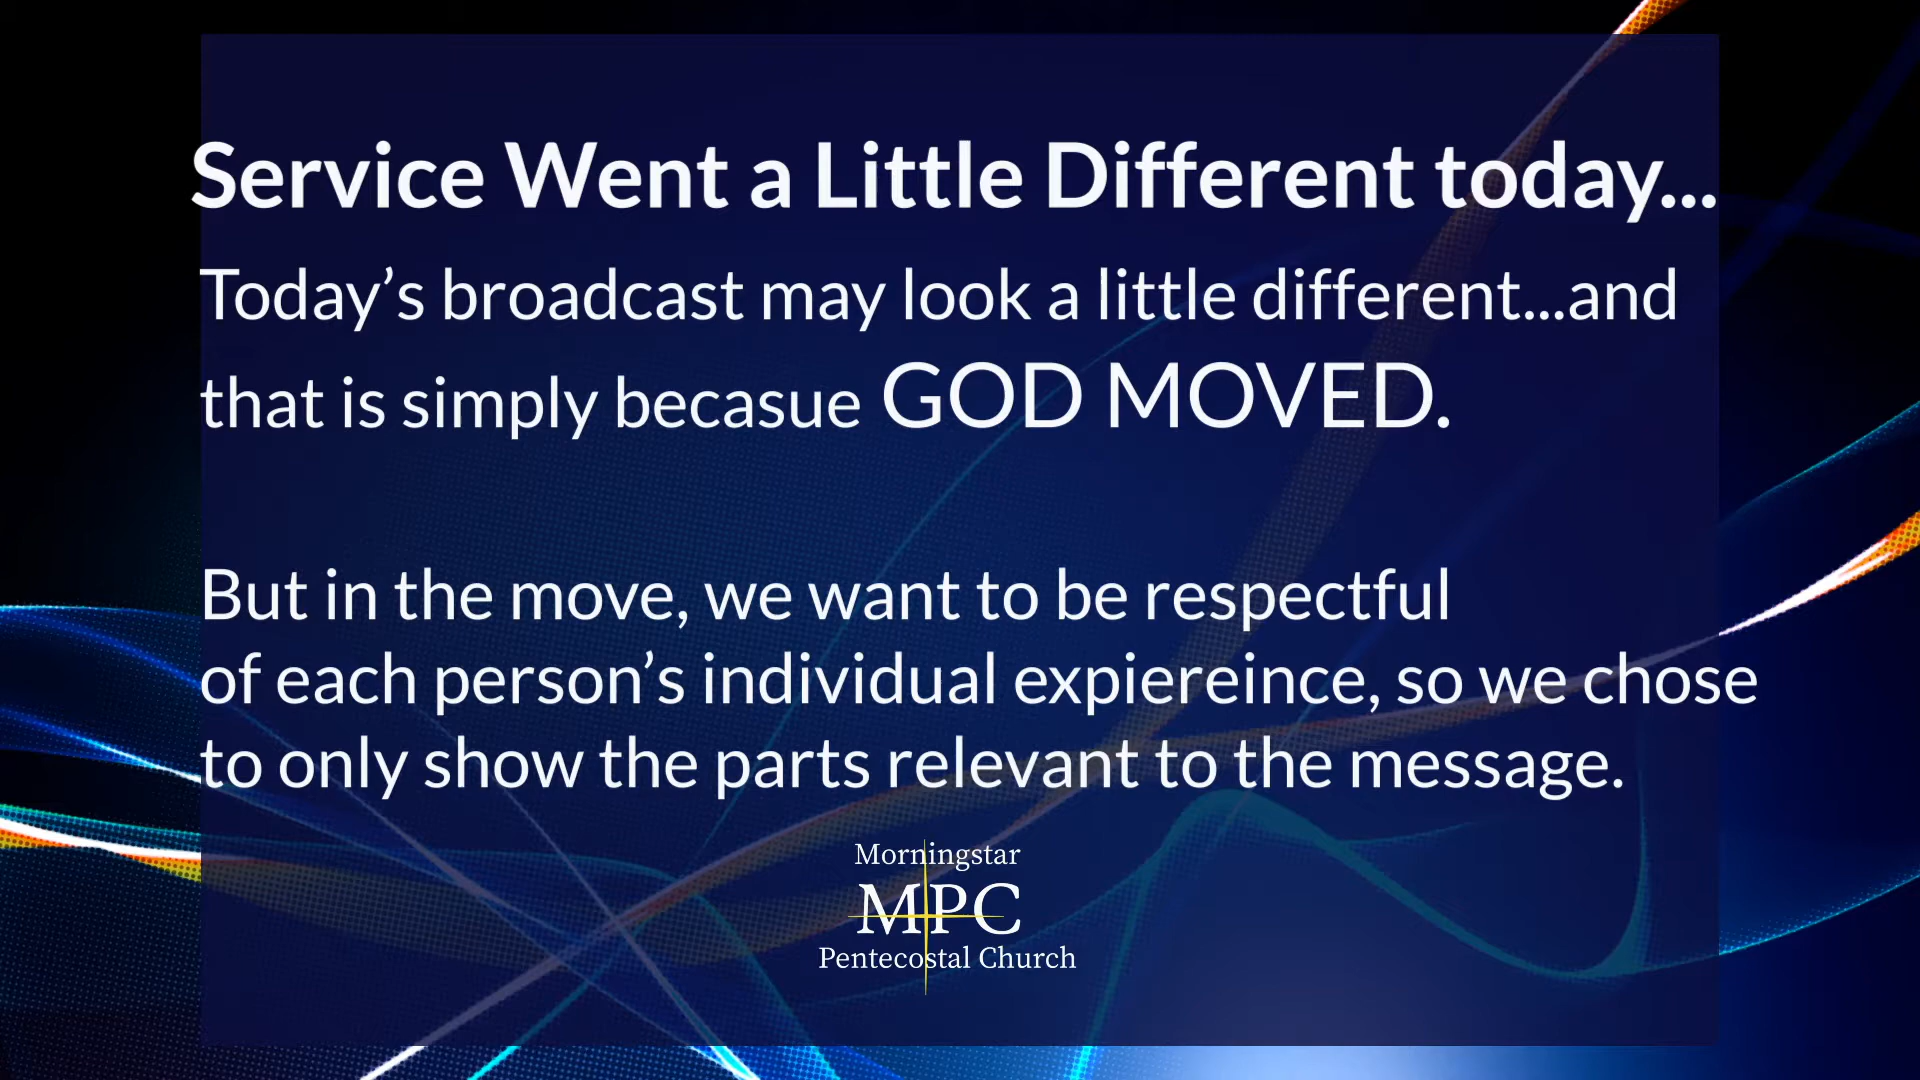 Service Went a Little Different today...
Today’s broadcast may look a little different...and
that is simply becasue GOD MOVED.
But in the move, we want to be respectful
of each person’s individual expiereince, so we chose
to only show the parts relevant to the message.
Morningstar
MPC
Pentecostal Church